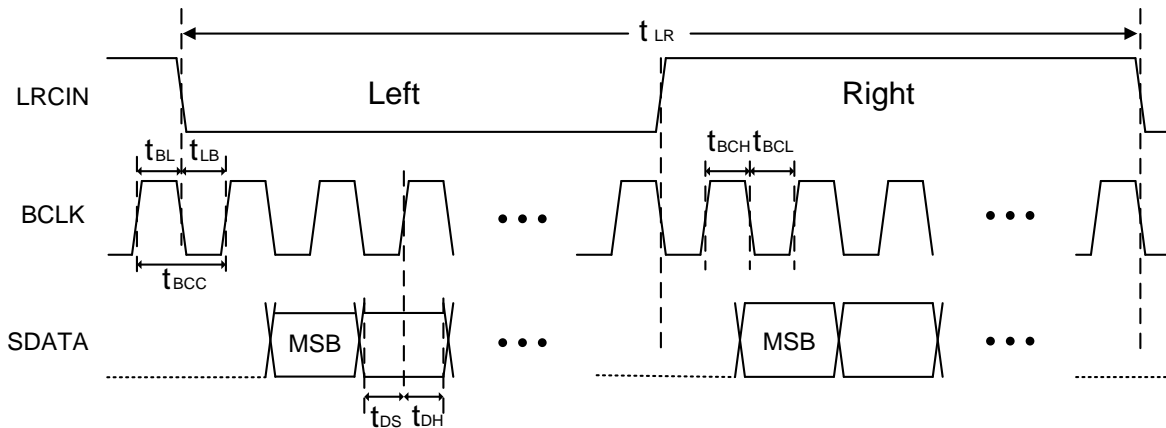 tLR
LRCIN Left Right
tBL tLB tBCH tBCL
BCLK •••  •••
tBCC
SDATA MSB ••• MSB •••
tDS tDH